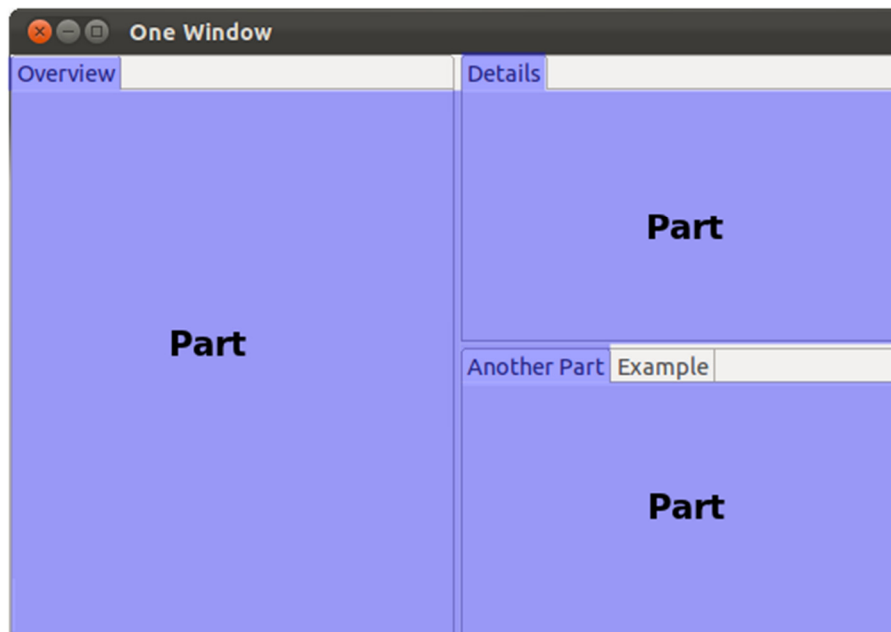 One Window
Overview
Details
Part
Part
Another Part Example
Part